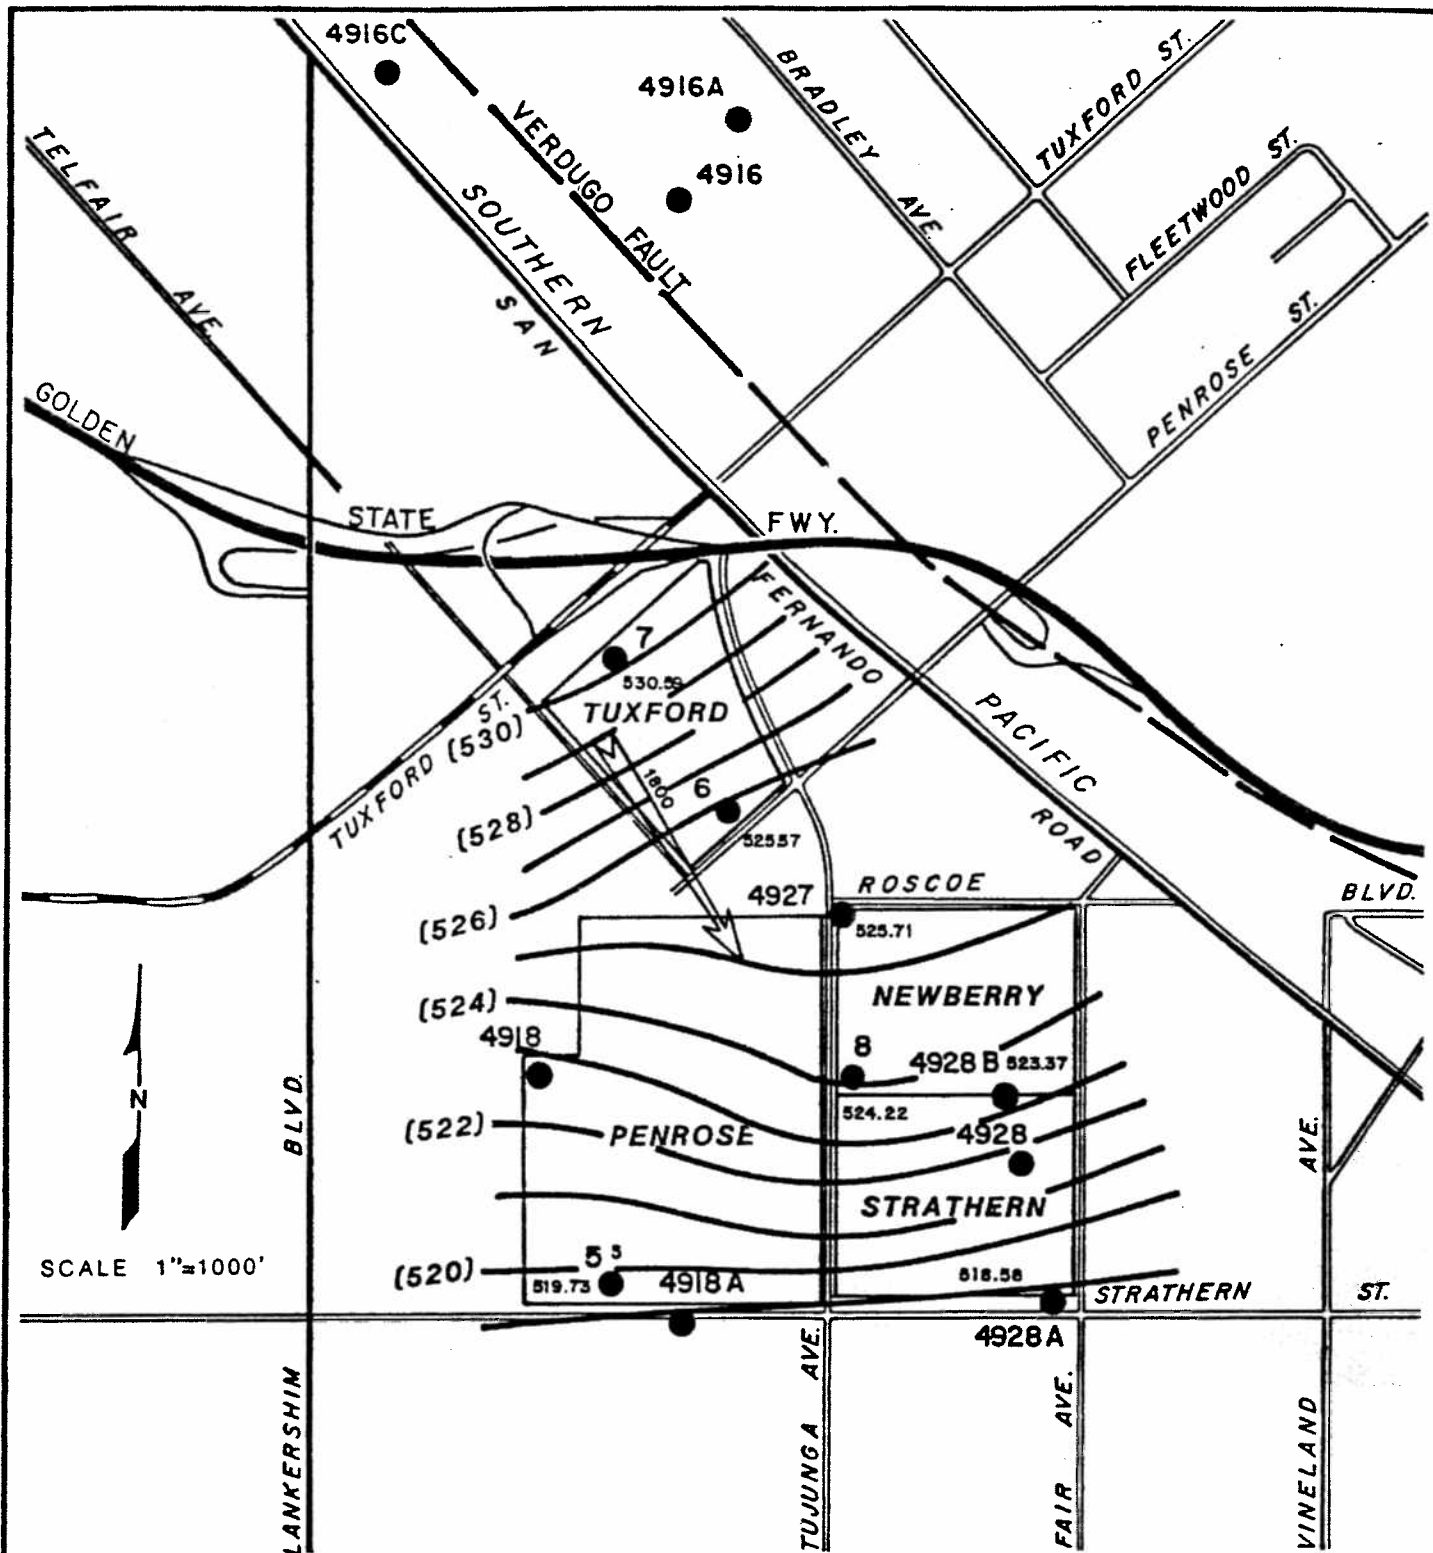 4916C
4916A
4916
BRADLEY AVE.
TUXFORD ST.
TELFAIR AVE.
VERDUGO FAULT
FLEETWOOD ST.
SOUTHERN
SAN
PENROSE ST.
GOLDEN
STATE
FWY.
FERNANDO
7
530.59
ST.
TUXFORD
(530)
PACIFIC
ROAD
1800
6
525.57
TUXFORD
(528)
4927
ROSCOE
BLVD.
(526)
525.71
NEWBERRY
(524)
4918
8
4928 B
523.37
524.22
N
BLVD.
(522)
PENROSE
4928
AVE.
STRATHERN
SCALE 1"=1000'
(520)
5
519.73
4918 A
518.58
STRATHERN
ST.
4928 A
LANKERSHIM
TUJUNGA AVE.
FAIR AVE.
VINELAND